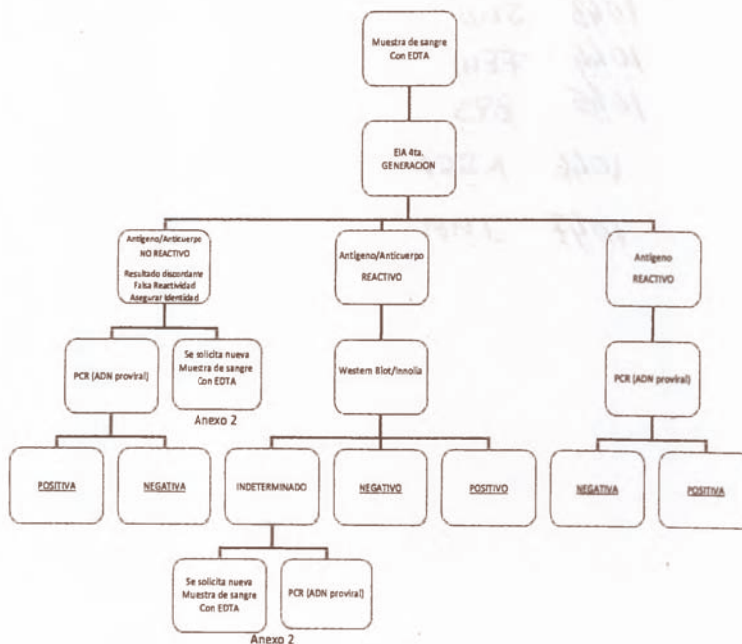 Muestra de sangre
Con EDTA
EIA 4ta.
GENERACION
Antígeno/Anticuerpo
NO REACTIVO
Resultado discordante
Falsa Reactividad
Asegurar Identidad
Antígeno/Anticuerpo
REACTIVO
Antígeno
REACTIVO
PCR (ADN proviral)
Se solicita nueva
Muestra de sangre
Con EDTA
Anexo 2
Western Blot/Innolia
PCR (ADN proviral)
POSITIVA
NEGATIVA
INDETERMINADO
NEGATIVO
POSITIVO
NEGATIVA
POSITIVA
Se solicita nueva
Muestra de sangre
Con EDTA
PCR (ADN proviral)
Anexo 2